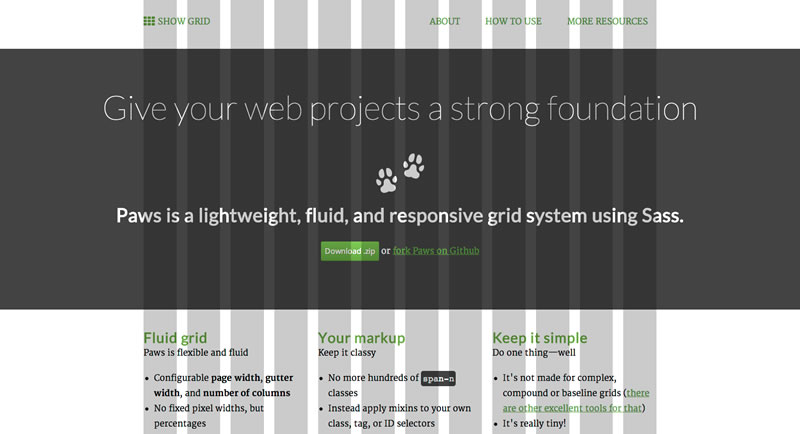 SHOW GRID ABOUT HOW TO USE MORE RESOURCES
Give your web projects a strong foundation
Paws is a lightweight, fluid, and responsive grid system using Sass.
Download .zip or fork Paws on Github
Fluid grid
Paws is flexible and fluid
• Configurable page width, gutter
width, and number of columns
• No fixed pixel widths, but
percentages
Your markup
Keep it classy
• No more hundreds of span-n
classes
• Instead apply mixins to your own
class, tag, or ID selectors
Keep it simple
Do one thing—well
• It's not made for complex,
compound or baseline grids (there
are other excellent tools for that)
• It's really tiny!